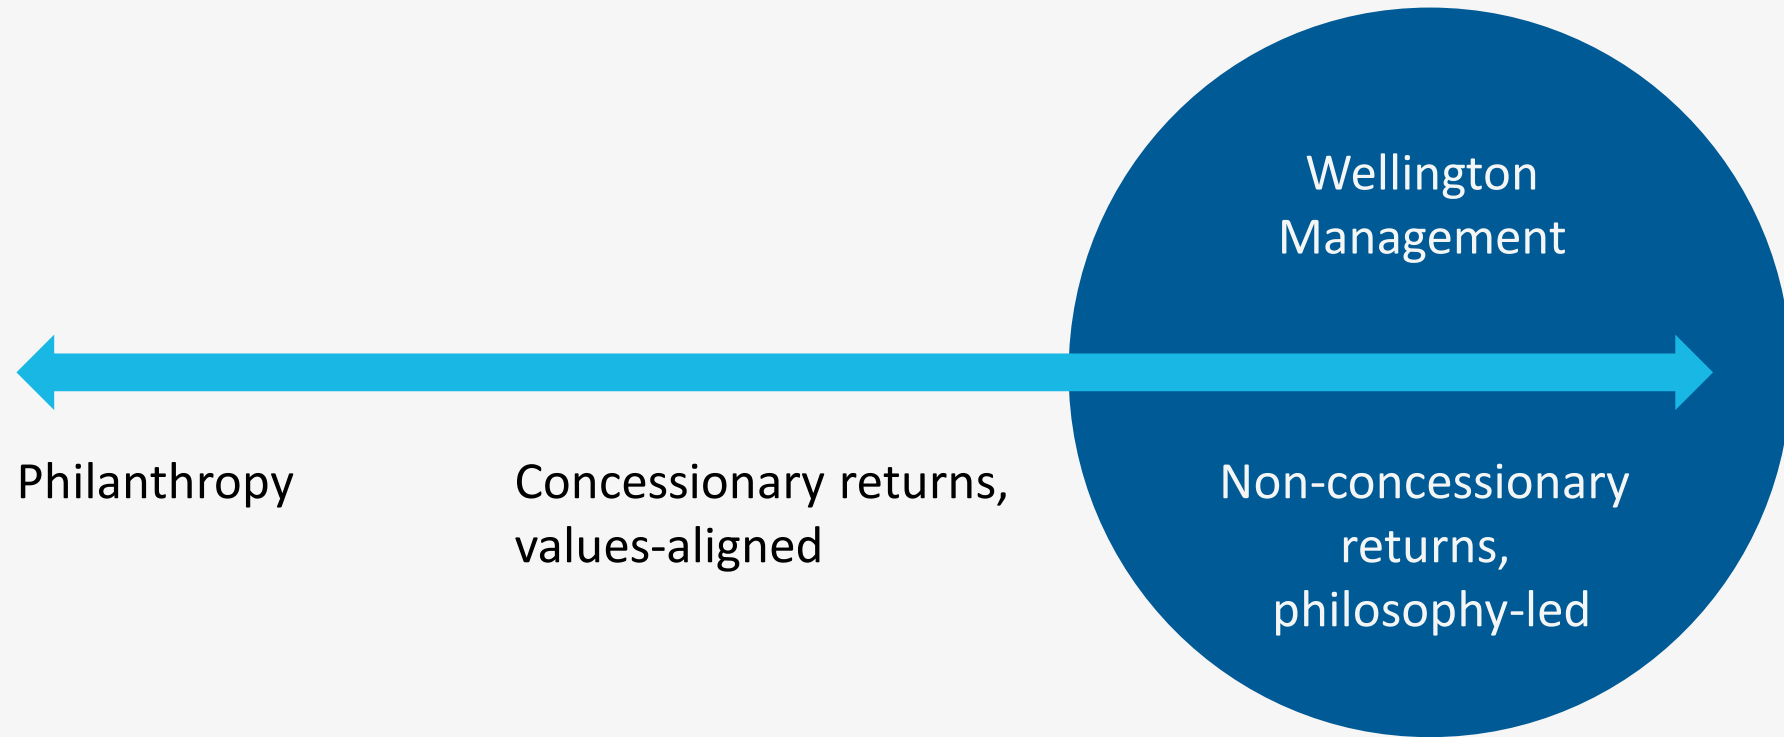 Wellington
Management
Philanthropy
Concessionary returns,
values-aligned
Non-concessionary
returns,
philosophy-led